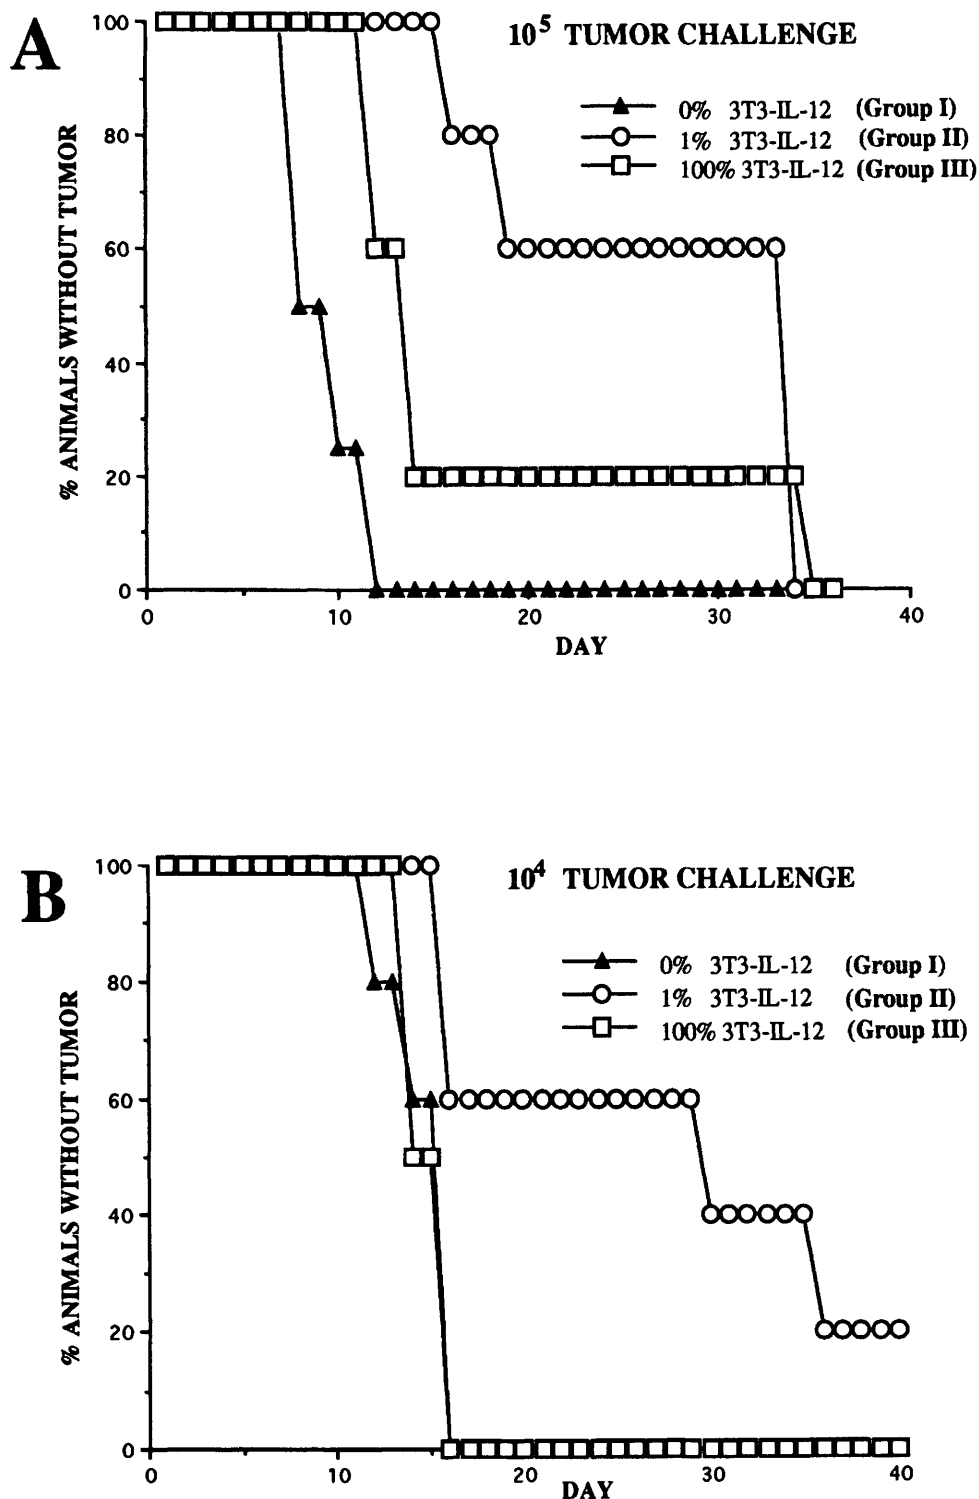 A
10⁵ TUMOR CHALLENGE
0% 3T3-IL-12 (Group I)
1% 3T3-IL-12 (Group II)
100% 3T3-IL-12 (Group III)
% ANIMALS WITHOUT TUMOR
100
80
60
40
20
0
0 10 20 30 40
DAY
B
10⁴ TUMOR CHALLENGE
0% 3T3-IL-12 (Group I)
1% 3T3-IL-12 (Group II)
100% 3T3-IL-12 (Group III)
% ANIMALS WITHOUT TUMOR
100
80
60
40
20
0
0 10 20 30 40
DAY